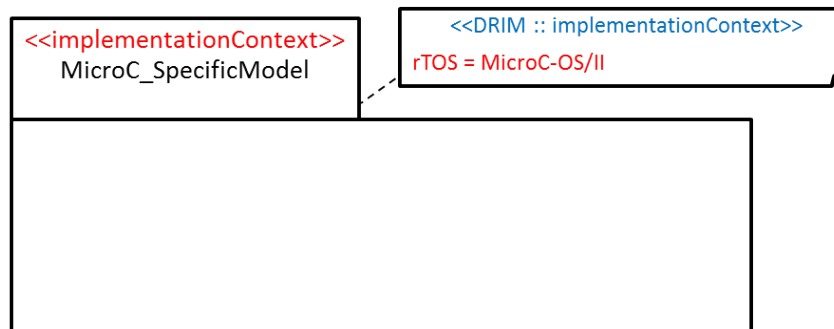 <<implementationContext>>
MicroC_SpecificModel
<<DRIM :: implementationContext>>
rTOS = MicroC-OS/II